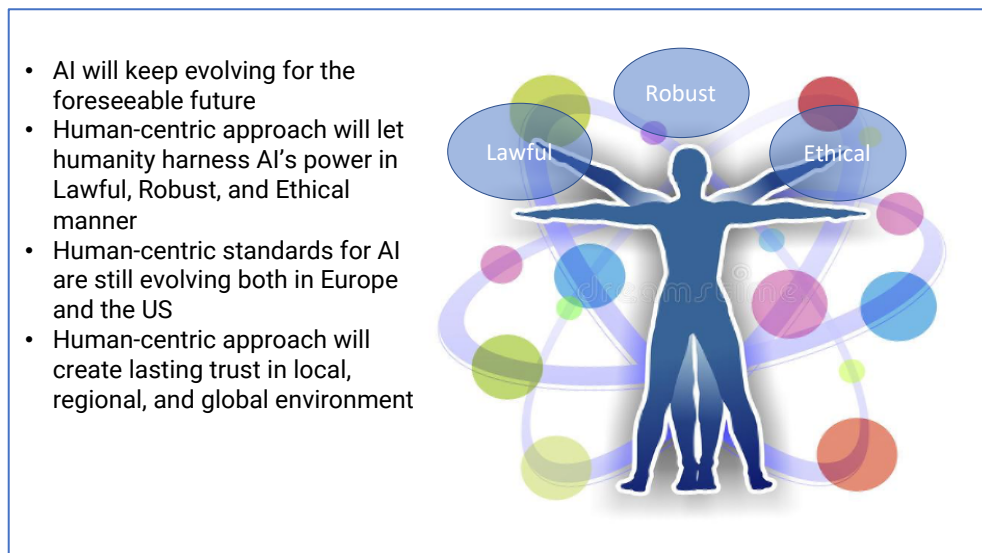 • AI will keep evolving for the
foreseeable future
• Human-centric approach will let
humanity harness AI's power in
Lawful, Robust, and Ethical
manner
• Human-centric standards for AI
are still evolving both in Europe
and the US
• Human-centric approach will
create lasting trust in local,
regional, and global environment
Robust
Lawful
Ethical
dreamstime